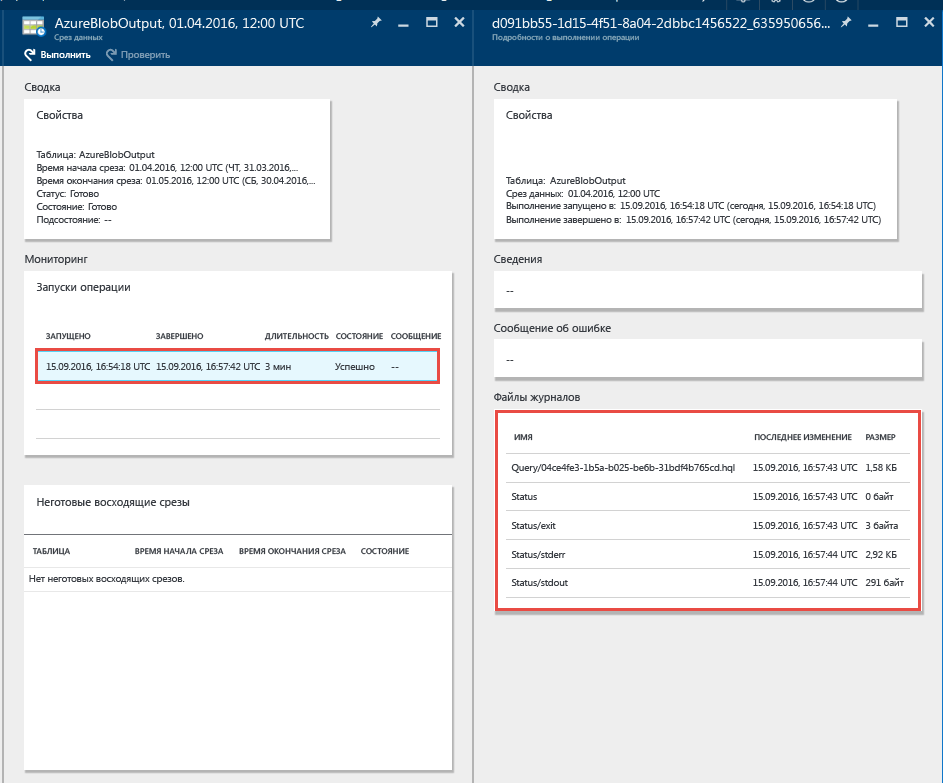 AzureBlobOutput, 01.04.2016, 12:00 UTC
Срез данных
Выполнить Проверить
Сводка
Свойства
Таблица: AzureBlobOutput
Время начала среза: 01.04.2016, 12:00 UTC (ЧТ, 31.03.2016,...
Время окончания среза: 01.05.2016, 12:00 UTC (СБ, 30.04.2016,...
Статус: Готово
Состояние: Готово
Подсостояние: --
Мониторинг
Запуски операции
ЗАПУЩЕНО ЗАВЕРШЕНО ДЛИТЕЛЬНОСТЬ СОСТОЯНИЕ СООБЩЕНИЕ
15.09.2016, 16:54:18 UTC 15.09.2016, 16:57:42 UTC 3 мин Успешно --
Неготовые восходящие срезы
ТАБЛИЦА ВРЕМЯ НАЧАЛА СРЕЗА ВРЕМЯ ОКОНЧАНИЯ СРЕЗА СОСТОЯНИЕ
Нет неготовых восходящих срезов.
d091bb55-1d15-4f51-8a04-2dbbc1456522_635950656...
Подробности о выполнении операции
Сводка
Свойства
Таблица: AzureBlobOutput
Срез данных: 01.04.2016, 12:00 UTC
Выполнение запущено в: 15.09.2016, 16:54:18 UTC (сегодня, 15.09.2016, 16:54:18 UTC)
Выполнение завершено в: 15.09.2016, 16:57:42 UTC (сегодня, 15.09.2016, 16:57:42 UTC)
Сведения
--
Сообщение об ошибке
--
Файлы журналов
ИМЯ ПОСЛЕДНЕЕ ИЗМЕНЕНИЕ РАЗМЕР
Query/04ce4fe3-1b5a-b025-be6b-31bdf4b765cd.hql 15.09.2016, 16:57:43 UTC 1,58 КБ
Status 15.09.2016, 16:57:43 UTC 0 байт
Status/exit 15.09.2016, 16:57:43 UTC 3 байта
Status/stderr 15.09.2016, 16:57:44 UTC 2,92 КБ
Status/stdout 15.09.2016, 16:57:44 UTC 291 байт